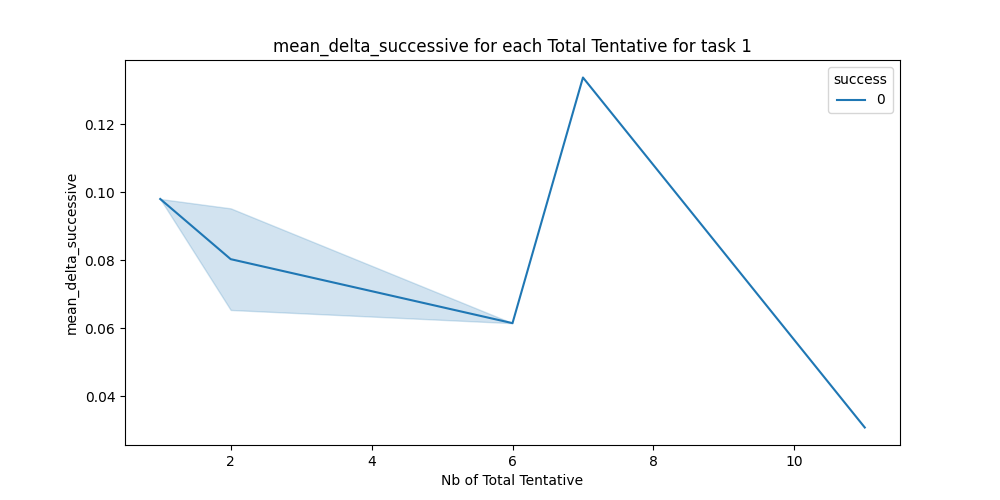 mean_delta_successive for each Total Tentative for task 1
success
0
mean_delta_successive
0.12
0.10
0.08
0.06
0.04
2 4 6 8 10
Nb of Total Tentative